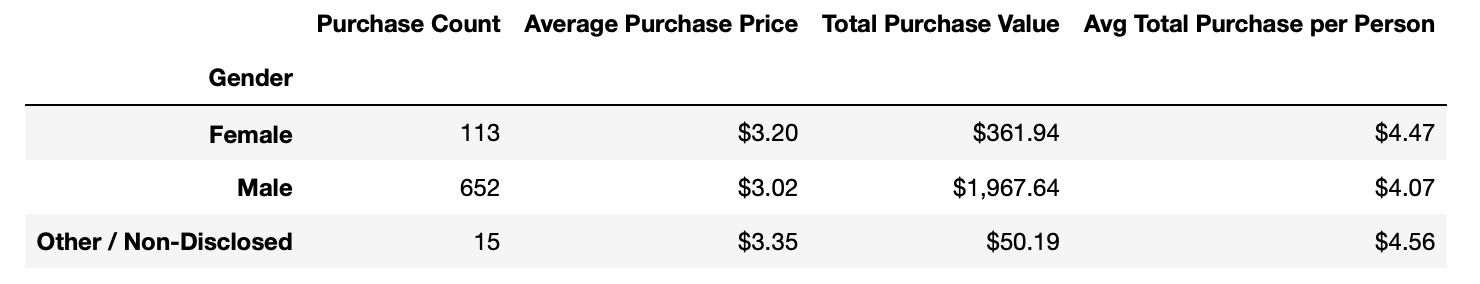 Purchase Count Average Purchase Price Total Purchase Value Avg Total Purchase per Person
Gender
Female 113 $3.20 $361.94 $4.47
Male 652 $3.02 $1,967.64 $4.07
Other / Non-Disclosed 15 $3.35 $50.19 $4.56